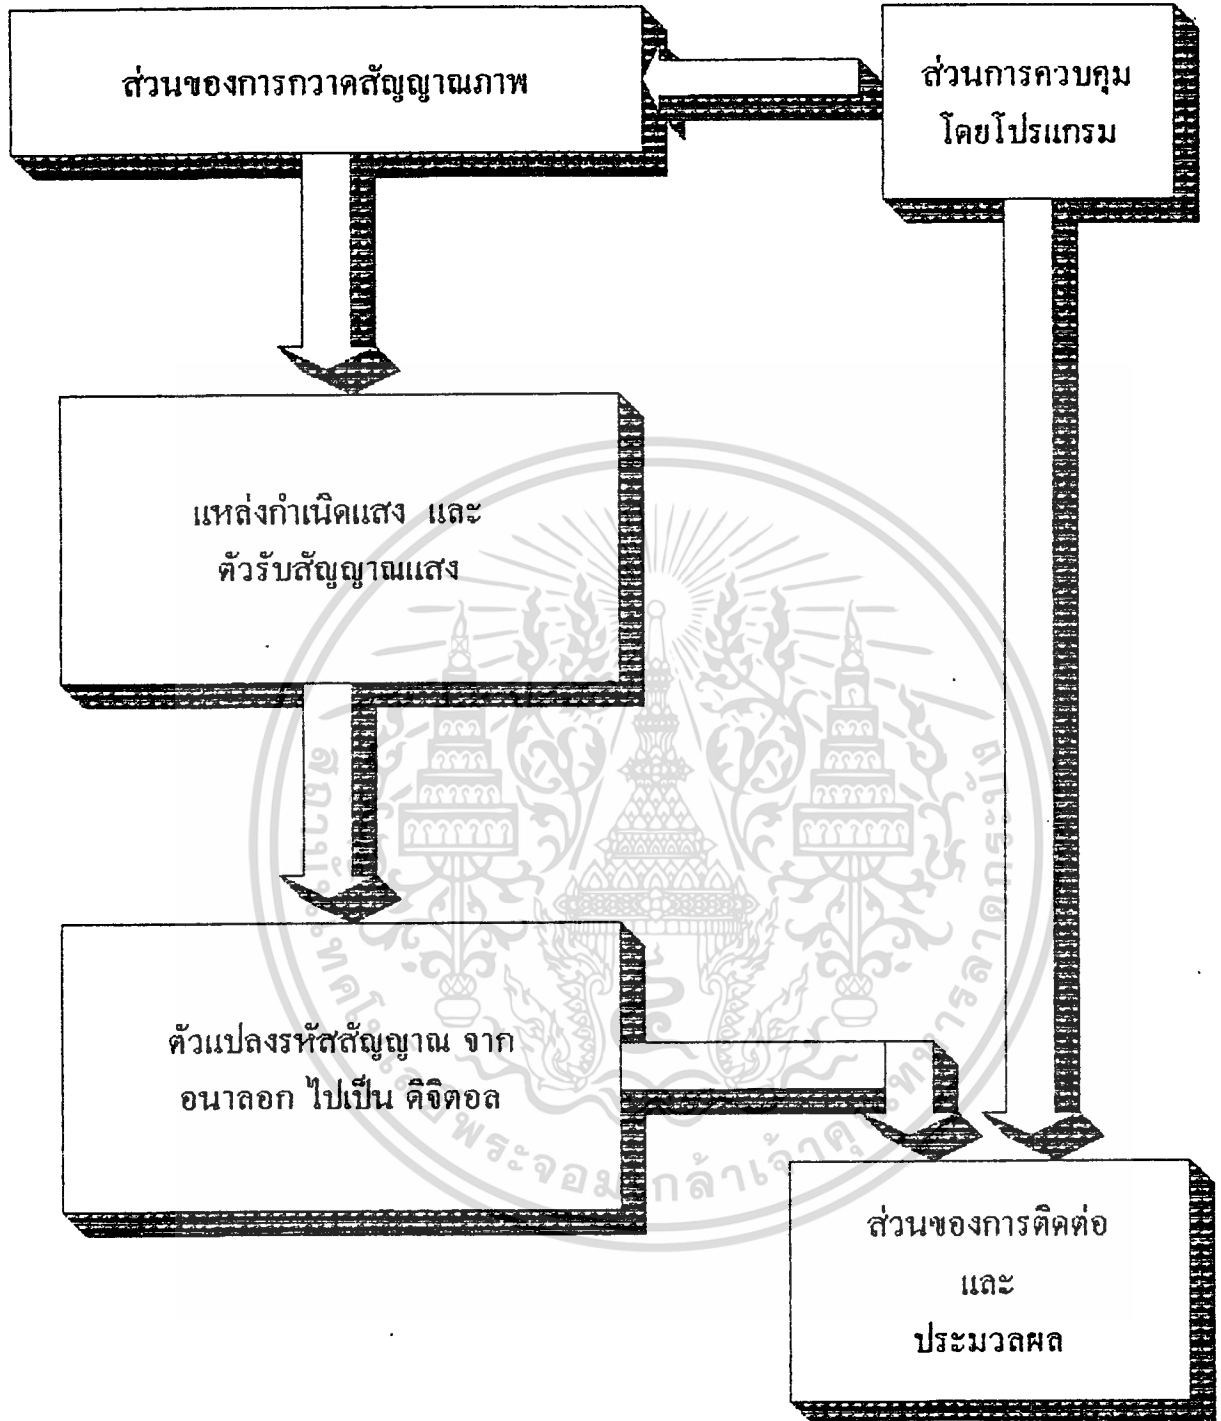 ส่วนของการกวาดสัญญาณภาพ
ส่วนการควบคุม
โดยโปรแกรม
แหล่งกำเนิดแสง และ
ตัวรับสัญญาณแสง
ตัวแปลงรหัสสัญญาณ จาก
อนาลอก ไปเป็น ดิจิตอล
ส่วนของการติดต่อ
และ
ประมวลผล